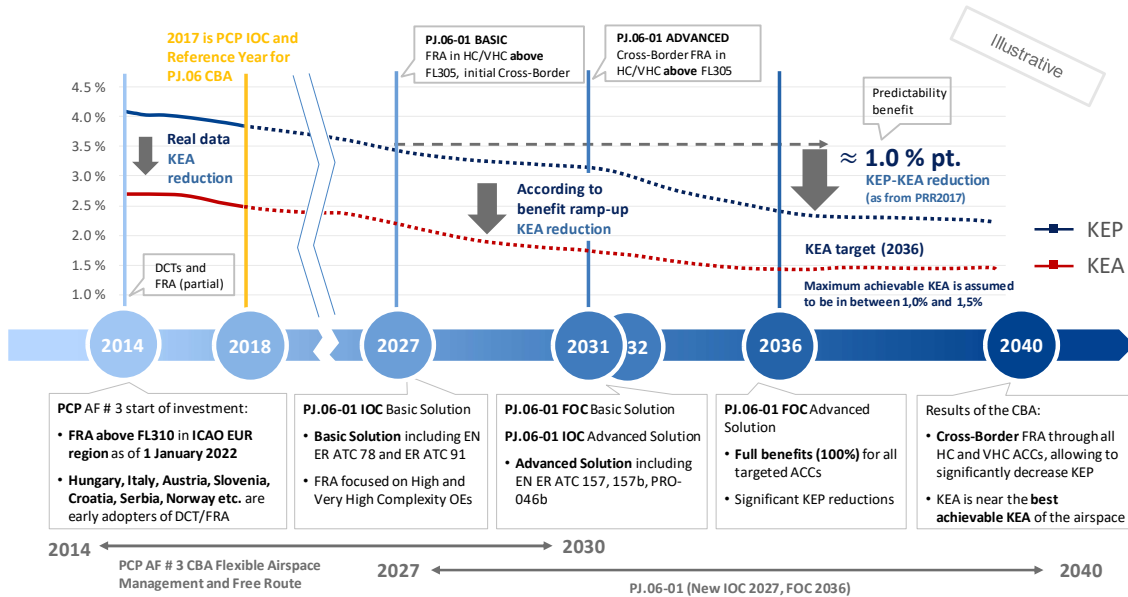 2017 is PCP IOC and
Reference Year for
PJ.06 CBA
PJ.06-01 BASIC
FRA in HC/VHC above
FL305, initial Cross-Border
PJ.06-01 ADVANCED
Cross-Border FRA in
HC/VHC above FL305
Illustrative
4.5 %
4.0 %
3.5 %
3.0 %
2.5 %
2.0 %
1.5 %
1.0 %
Real data
KEA
reduction
DCTs and
FRA (partial)
According to
benefit ramp-up
KEA reduction
Predictability
benefit
≈ 1.0 % pt.
KEP-KEA reduction
(as from PRR2017)
KEA target (2036)
Maximum achievable KEA is assumed
to be in between 1,0% and 1,5%
KEP
KEA
2014
2018
2027
2031
32
2036
2040
PCP AF # 3 start of investment:
• FRA above FL310 in ICAO EUR
region as of 1 January 2022
• Hungary, Italy, Austria, Slovenia,
Croatia, Serbia, Norway etc. are
early adopters of DCT/FRA
PJ.06-01 IOC Basic Solution
• Basic Solution including EN
ER ATC 78 and ER ATC 91
• FRA focused on High and
Very High Complexity OEs
PJ.06-01 FOC Basic Solution
PJ.06-01 IOC Advanced Solution
• Advanced Solution including
EN ER ATC 157, 157b, PRO-
046b
PJ.06-01 FOC Advanced
Solution
• Full benefits (100%) for all
targeted ACCs
• Significant KEP reductions
Results of the CBA:
• Cross-Border FRA through all
HC and VHC ACCs, allowing to
significantly decrease KEP
• KEA is near the best
achievable KEA of the airspace
2014
2030
PCP AF # 3 CBA Flexible Airspace
Management and Free Route
2027
2040
PJ.06-01 (New IOC 2027, FOC 2036)